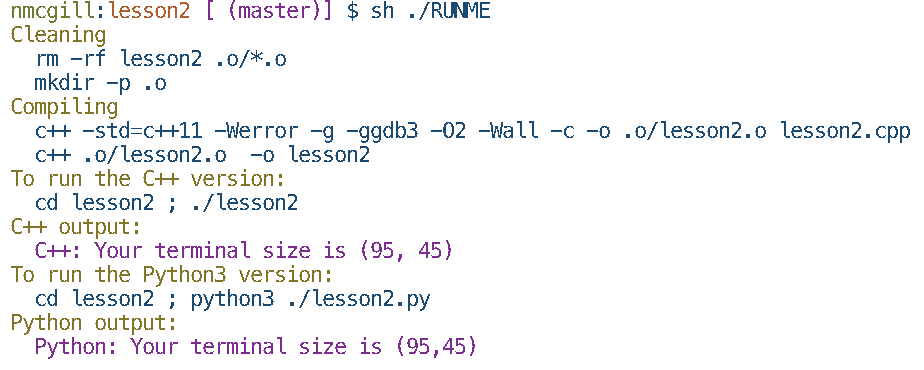 nmcgill:lesson2 [ (master)] $ sh ./RUNME
Cleaning
rm -rf lesson2 .o/*.o
mkdir -p .o
Compiling
c++ -std=c++11 -Werror -g -ggdb3 -O2 -Wall -c -o .o/lesson2.o lesson2.cpp
c++ .o/lesson2.o  -o lesson2
To run the C++ version:
cd lesson2 ; ./lesson2
C++ output:
C++: Your terminal size is (95, 45)
To run the Python3 version:
cd lesson2 ; python3 ./lesson2.py
Python output:
Python: Your terminal size is (95,45)